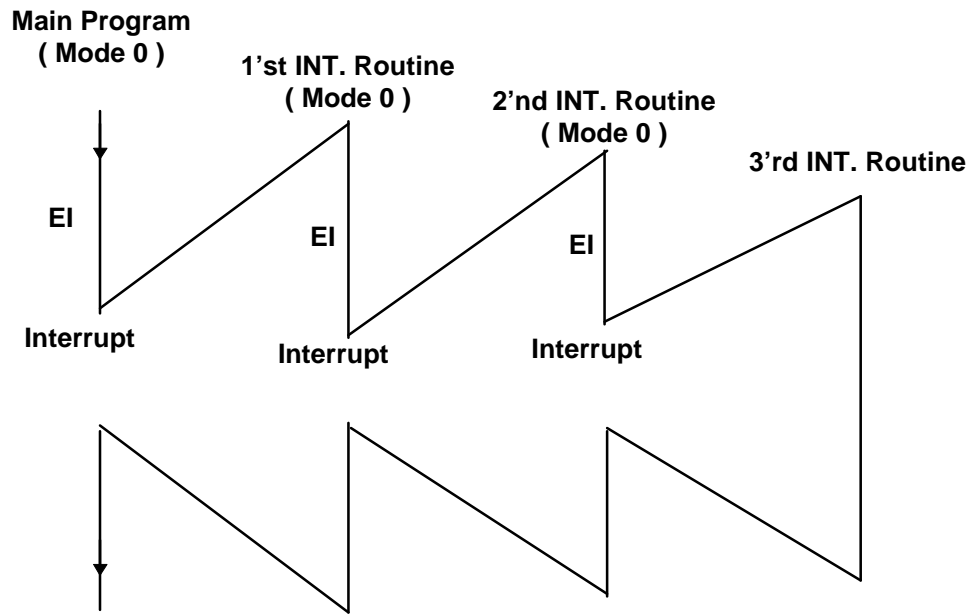 Main Program
( Mode 0 )
1'st INT. Routine
( Mode 0 )
2'nd INT. Routine
( Mode 0 )
3'rd INT. Routine
EI
EI
EI
Interrupt
Interrupt
Interrupt